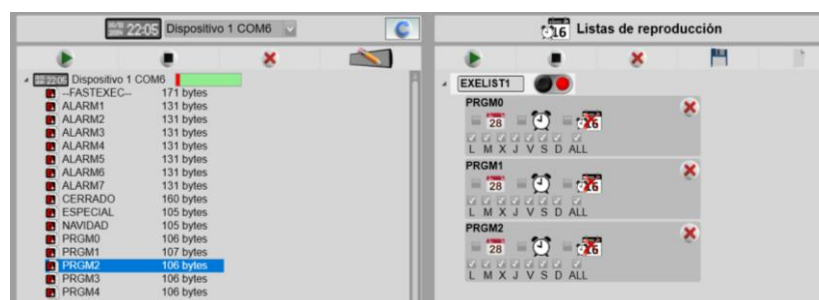 22:05 Dispositivo 1 COM6
16 Listas de reproducción
22:05 Dispositivo 1 COM6
--FASTEXEC-- 171 bytes
ALARM1 131 bytes
ALARM2 131 bytes
ALARM3 131 bytes
ALARM4 131 bytes
ALARM5 131 bytes
ALARM6 131 bytes
ALARM7 131 bytes
CERRADO 160 bytes
ESPECIAL 105 bytes
NAVIDAD 105 bytes
PRGM0 106 bytes
PRGM1 107 bytes
PRGM2 106 bytes
PRGM3 106 bytes
PRGM4 106 bytes
EXELIST1
PRGM0
28 16
L M X J V S D ALL
PRGM1
28 16
L M X J V S D ALL
PRGM2
28 16
L M X J V S D ALL